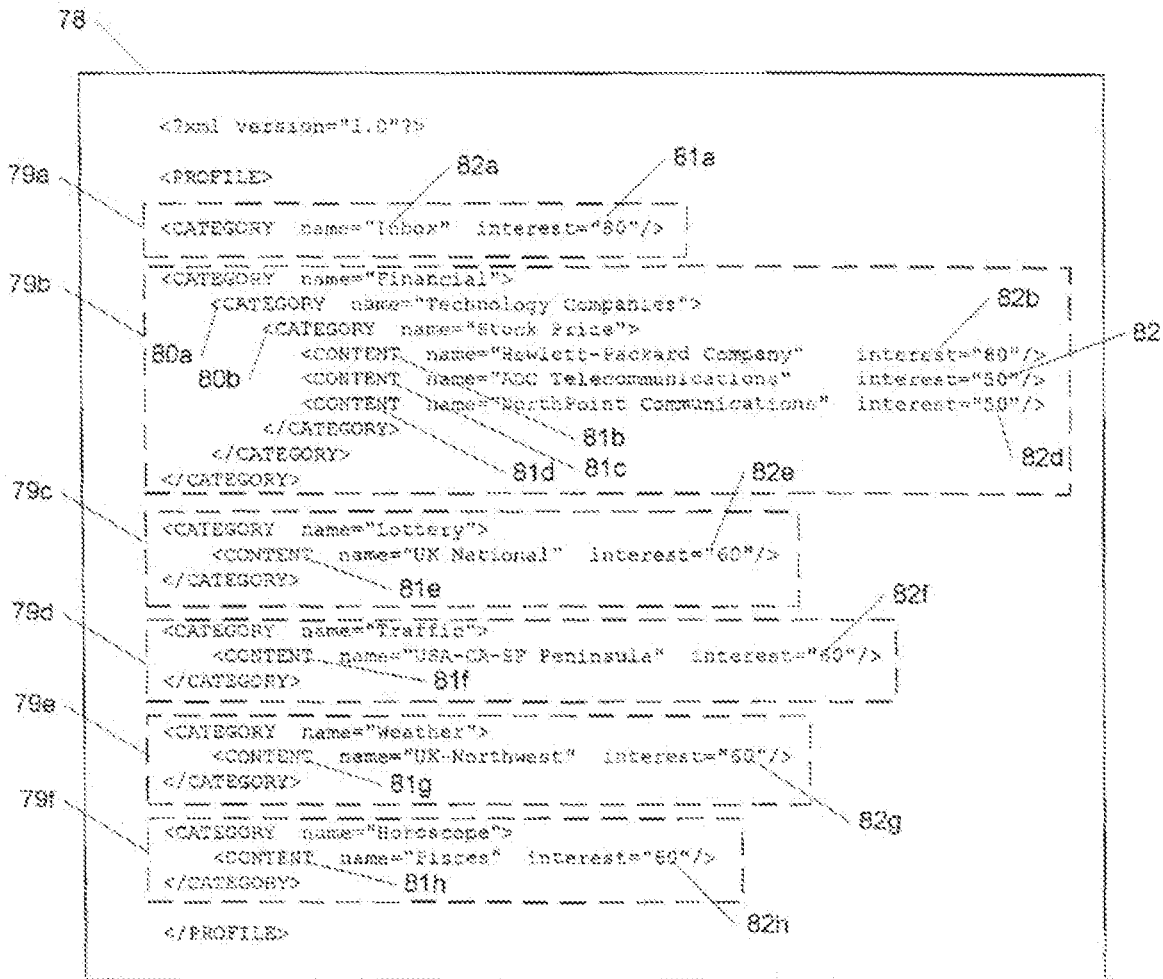 78
<?xml version="1.0"?>
82a 81a
79a <PROFILE>
<CATEGORY name="Inbox" interest="80"/>
79b <CATEGORY name="Financial">
<CATEGORY name="Technology Companies"> 82b
<CATEGORY name="Stock Price"> 82
80a <CONTENT name="Hewlett-Packard Company" interest="80"/>
80b <CONTENT name="ADC Telecommunications" interest="50"/>
<CONTENT name="NorthPoint Communications" interest="50"/>
</CATEGORY> 81b
</CATEGORY> 81d 81c 82d
79c </CATEGORY> 82e
<CATEGORY name="Lottery">
<CONTENT name="UK National" interest="60"/>
</CATEGORY> 81e
79d 82f
<CATEGORY name="Traffic">
<CONTENT name="USA-CA-SF Peninsula" interest="60"/>
</CATEGORY> 81f
79e
<CATEGORY name="Weather">
<CONTENT name="UK-Northwest" interest="60"/>
</CATEGORY> 81g
79f 82g
<CATEGORY name="Horoscope">
<CONTENT name="Pisces" interest="60"/>
</CATEGORY> 81h
82h
</PROFILE>